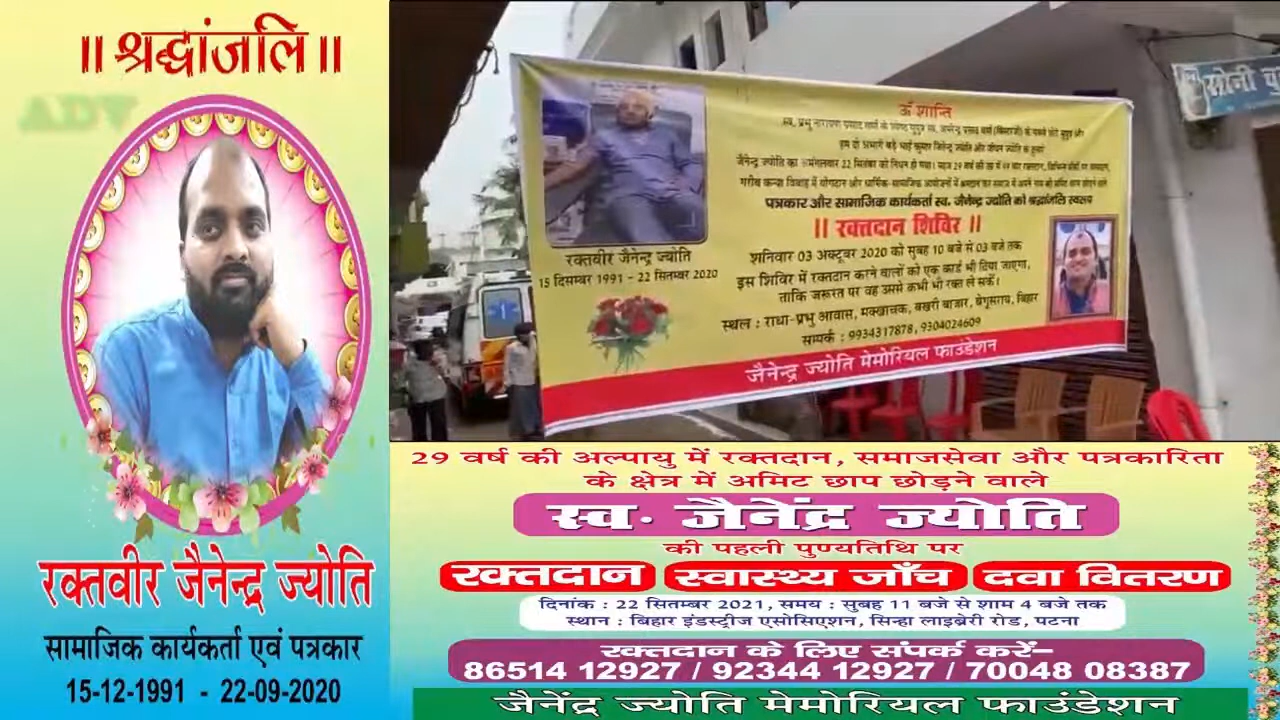 ॥ श्रद्धांजलि ॥
ADV
रक्तवीर जैनेन्द्र ज्योति
सामाजिक कार्यकर्ता एवं पत्रकार
15-12-1991 - 22-09-2020
सोनी
ॐ शान्ति
जैनेन्द्र ज्योति का अमंगलवार 22 सितंबर को निधन हो गया।
पत्रकार और सामाजिक कार्यकर्ता स्व. जैनेन्द्र ज्योति को श्रद्धांजलि स्वरूप
॥ रक्तदान शिविर ॥
शनिवार 03 अक्टूबर 2020 को सुबह 10 बजे से 03 बजे तक
इस शिविर में रक्तदान करने वालों को एक कार्ड भी दिया जाएगा,
ताकि जरूरत पर वह उससे कभी भी रक्त ले सकें।
स्थल : राधा-प्रभु आवास, मक्खाचक, बखरी बाजार, बेगूसराय, बिहार
सम्पर्क : 9934317878, 9304024609
जैनेन्द्र ज्योति मेमोरियल फाउंडेशन
रक्तवीर जैनेन्द्र ज्योति
15 दिसम्बर 1991 - 22 सितम्बर 2020
29 वर्ष की अल्पायु में रक्तदान, समाजसेवा और पत्रकारिता
के क्षेत्र में अमिट छाप छोड़ने वाले
स्व. जैनेंद्र ज्योति
की पहली पुण्यतिथि पर
रक्तदान स्वास्थ्य जाँच दवा वितरण
दिनांक : 22 सितम्बर 2021, समय : सुबह 11 बजे से शाम 4 बजे तक
स्थान : बिहार इंडस्ट्रीज एसोसिएशन, सिन्हा लाइब्रेरी रोड, पटना
रक्तदान के लिए संपर्क करें–
86514 12927 / 92344 12927 / 70048 08387
जैनेंद्र ज्योति मेमोरियल फाउंडेशन